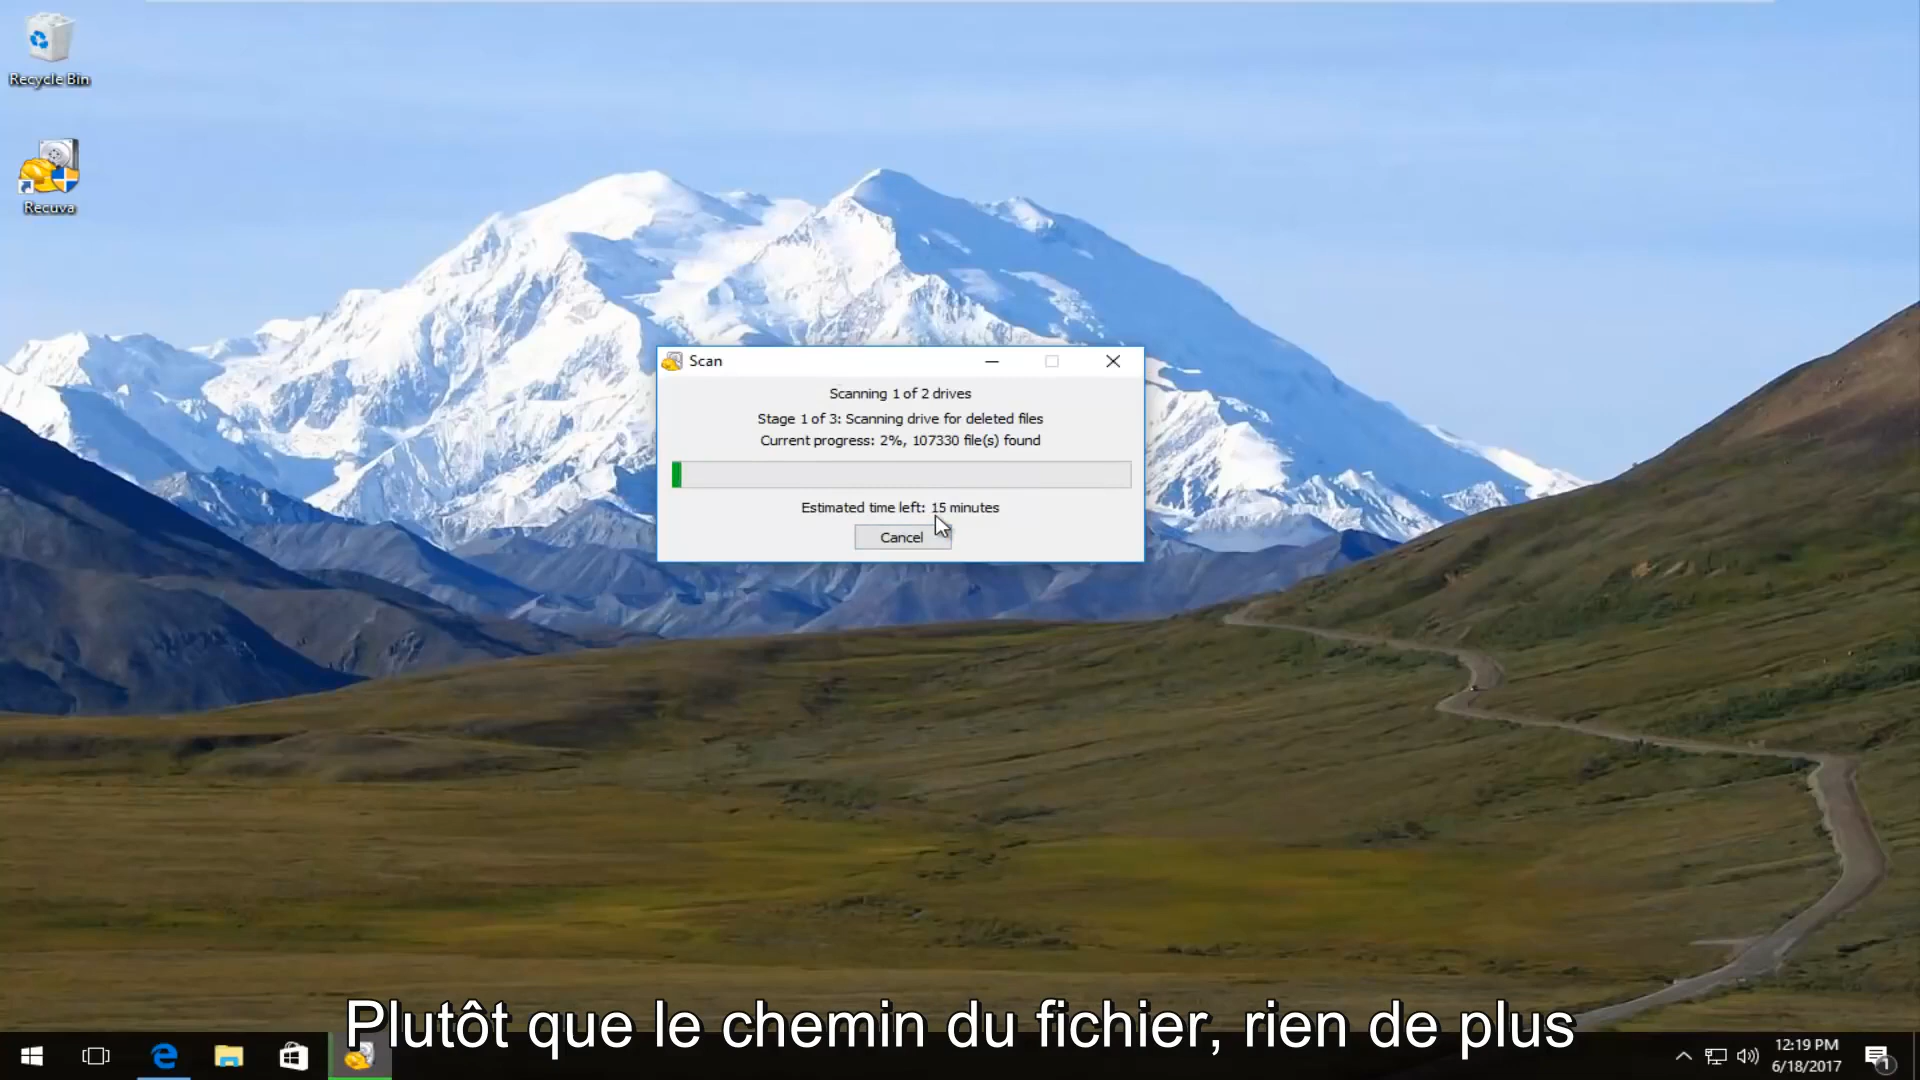 Recycle Bin
Recuva
Scan
Scanning 1 of 2 drives
Stage 1 of 3: Scanning drive for deleted files
Current progress: 2%, 107330 file(s) found
Estimated time left: 15 minutes
Cancel
Plutôt que le chemin du fichier, rien de plus
12:19 PM
6/18/2017
1